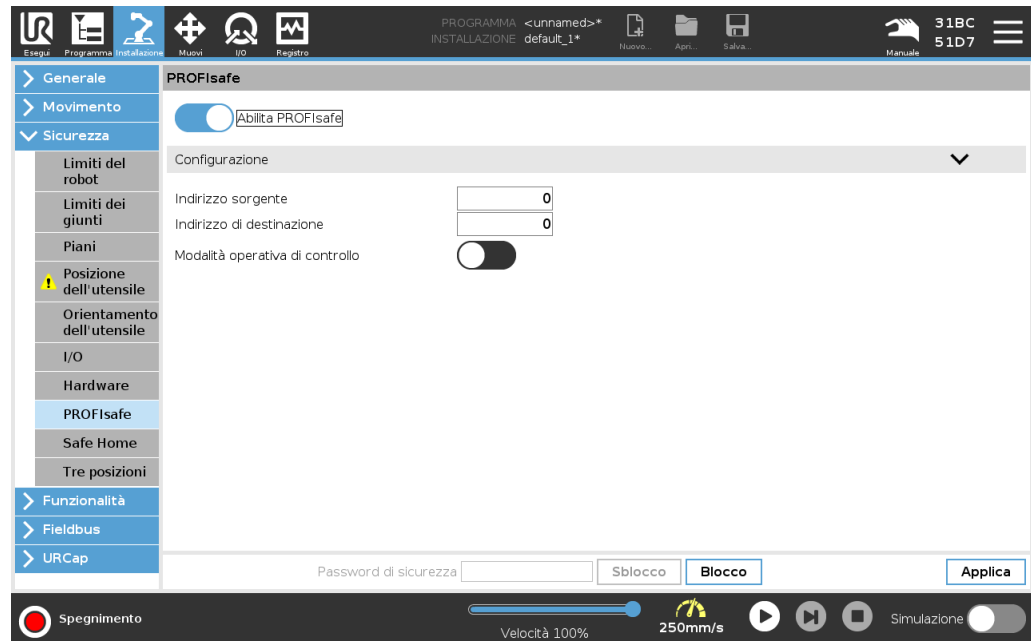 PROGRAMMA <unnamed>*
INSTALLAZIONE default_1*
Esegui Programma Installazione Muovi I/O Registro Nuovo... Apri... Salva... Manuale
31BC
51D7
Generale
Movimento
Sicurezza
Limiti del
robot
Limiti dei
giunti
Piani
Posizione
dell'utensile
Orientamento
dell'utensile
I/O
Hardware
PROFIsafe
Safe Home
Tre posizioni
Funzionalità
Fieldbus
URCap
PROFIsafe
Abilita PROFIsafe
Configurazione
Indirizzo sorgente 0
Indirizzo di destinazione 0
Modalità operativa di controllo
Password di sicurezza Sblocco Blocco Applica
Spegnimento
Velocità 100%
250mm/s
Simulazione